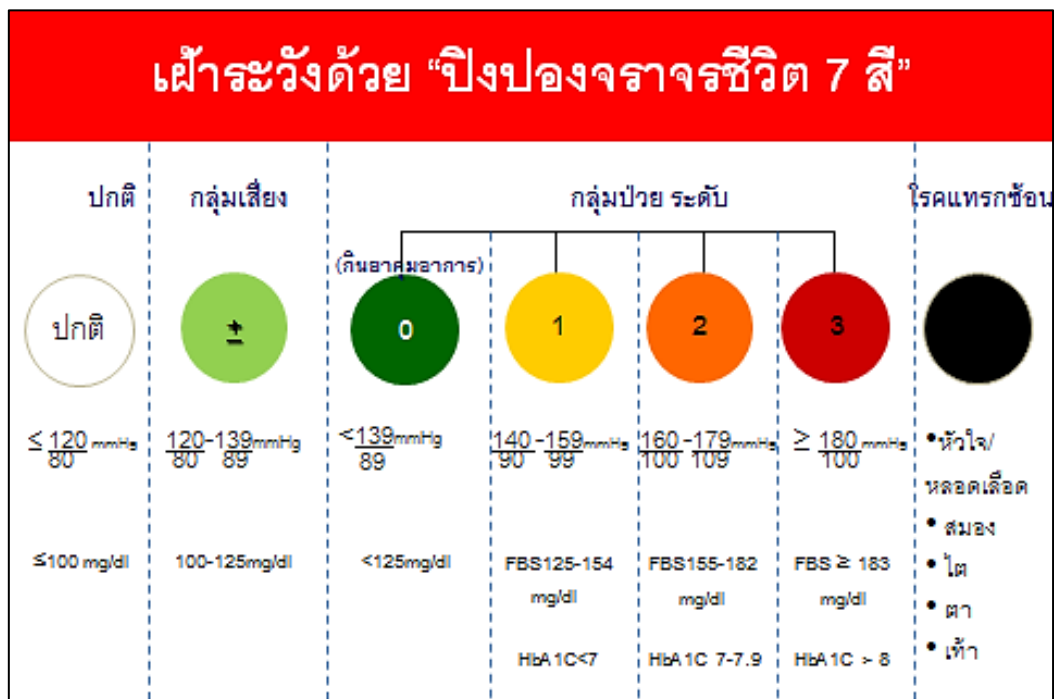 เฝ้าระวังด้วย “ปิงปองจราจรชีวิต 7 สี”
ปกติ
กลุ่มเสี่ยง
กลุ่มป่วย ระดับ
โรคแทรกซ้อน
(กินยาคุมอาการ)
ปกติ
±
0
1
2
3
≤ 120/80 mmHg
120/80 - 139/89 mmHg
< 139/89 mmHg
140/90 - 159/99 mmHg
160/100 - 179/109 mmHg
≥ 180/100 mmHg
•หัวใจ/
หลอดเลือด
• สมอง
• ไต
• ตา
• เท้า
≤100 mg/dl
100-125mg/dl
<125mg/dl
FBS125-154
mg/dl
FBS155-182
mg/dl
FBS ≥ 183
mg/dl
HbA1C<7
HbA1C 7-7.9
HbA1C > 8